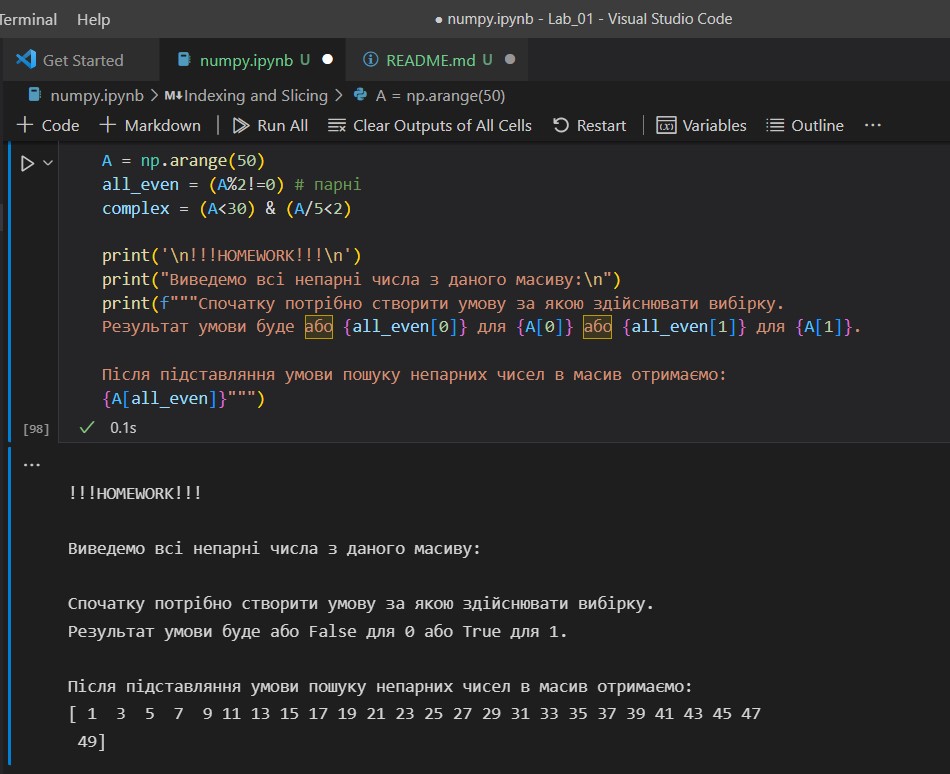 Terminal Help
● numpy.ipynb - Lab_01 - Visual Studio Code
Get Started numpy.ipynb U ● README.md U ●
numpy.ipynb > M↓Indexing and Slicing > A = np.arange(50)
+ Code + Markdown | Run All Clear Outputs of All Cells Restart | Variables Outline ...
A = np.arange(50)
all_even = (A%2!=0) # парні
complex = (A<30) & (A/5<2)
print('\n!!!HOMEWORK!!!\n')
print("Виведемо всі непарні числа з даного масиву:\n")
print(f"""Спочатку потрібно створити умову за якою здійснювати вибірку.
Результат умови буде або {all_even[0]} для {A[0]} або {all_even[1]} для {A[1]}.
Після підставляння умови пошуку непарних чисел в масив отримаємо:
{A[all_even]}""")
[98] ✓ 0.1s
...
!!!HOMEWORK!!!
Виведемо всі непарні числа з даного масиву:
Спочатку потрібно створити умову за якою здійснювати вибірку.
Результат умови буде або False для 0 або True для 1.
Після підставляння умови пошуку непарних чисел в масив отримаємо:
[ 1  3  5  7  9 11 13 15 17 19 21 23 25 27 29 31 33 35 37 39 41 43 45 47
 49]